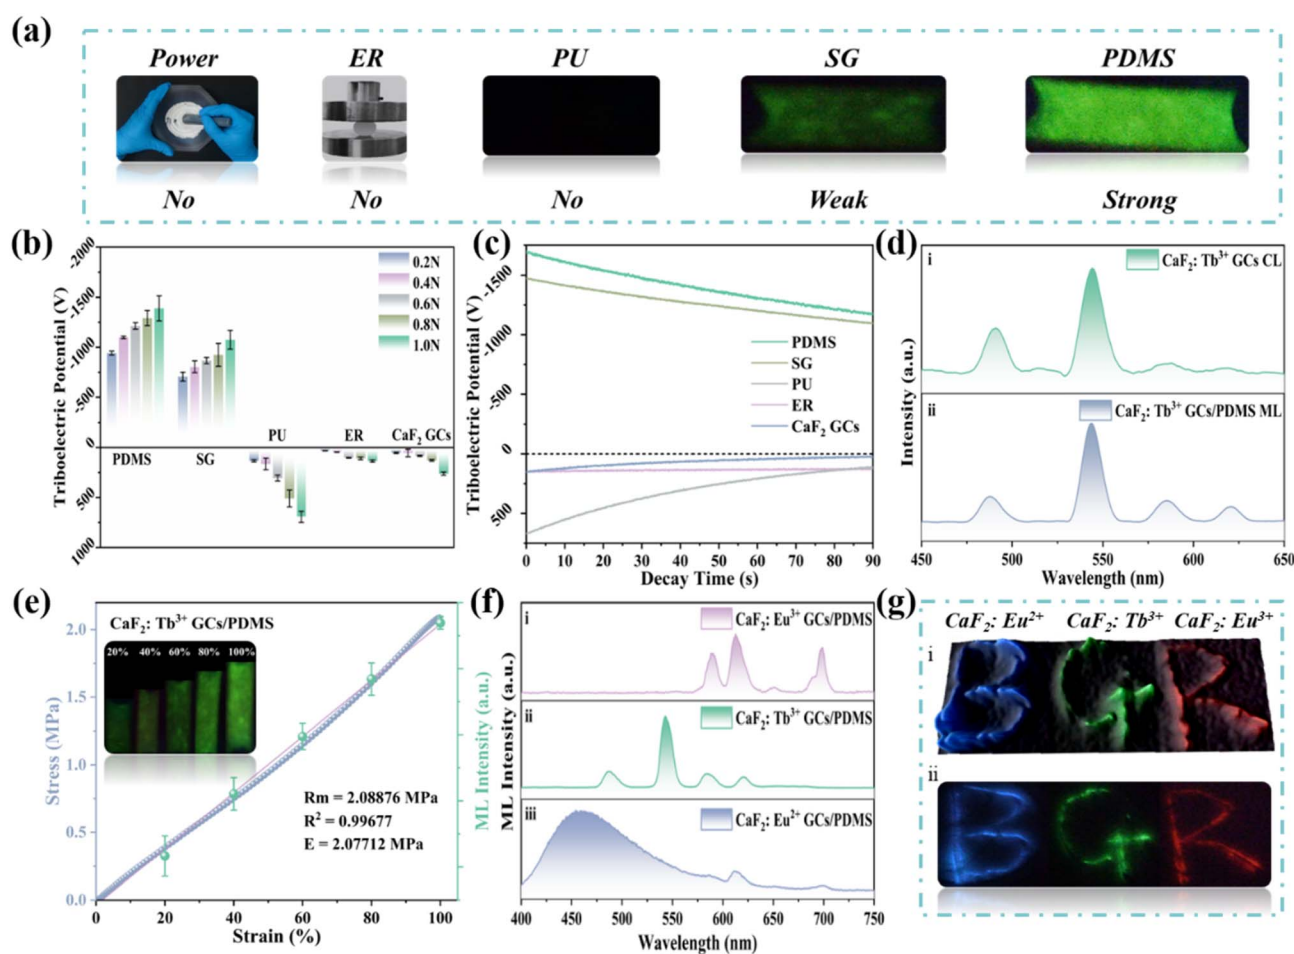 (a)
Power ER PU SG PDMS
No No No Weak Strong
(b)
Triboelectric Potential (V)
-2000
-1500
-1000
-500
0
500
1000
0.2N
0.4N
0.6N
0.8N
1.0N
PDMS SG PU ER CaF₂ GCs
(c)
Triboelectric Potential (V)
-1500
-1000
-500
0
500
PDMS
SG
PU
ER
CaF₂ GCs
0 10 20 30 40 50 60 70 80 90
Decay Time (s)
(d)
Intensity (a.u.)
i
CaF₂: Tb³⁺ GCs CL
ii
CaF₂: Tb³⁺ GCs/PDMS ML
450 500 550 600 650
Wavelength (nm)
(e)
Stress (MPa)
2.0
1.5
1.0
0.5
0.0
CaF₂: Tb³⁺ GCs/PDMS
20% 40% 60% 80% 100%
Rm = 2.08876 MPa
R² = 0.99677
E = 2.07712 MPa
0 20 40 60 80 100
Strain (%)
ML Intensity (a.u.)
(f)
ML Intensity (a.u.)
i
CaF₂: Eu³⁺ GCs/PDMS
ii
CaF₂: Tb³⁺ GCs/PDMS
iii
CaF₂: Eu²⁺ GCs/PDMS
400 450 500 550 600 650 700 750
Wavelength (nm)
(g)
CaF₂: Eu²⁺ CaF₂: Tb³⁺ CaF₂: Eu³⁺
i
B G R
ii
B G R